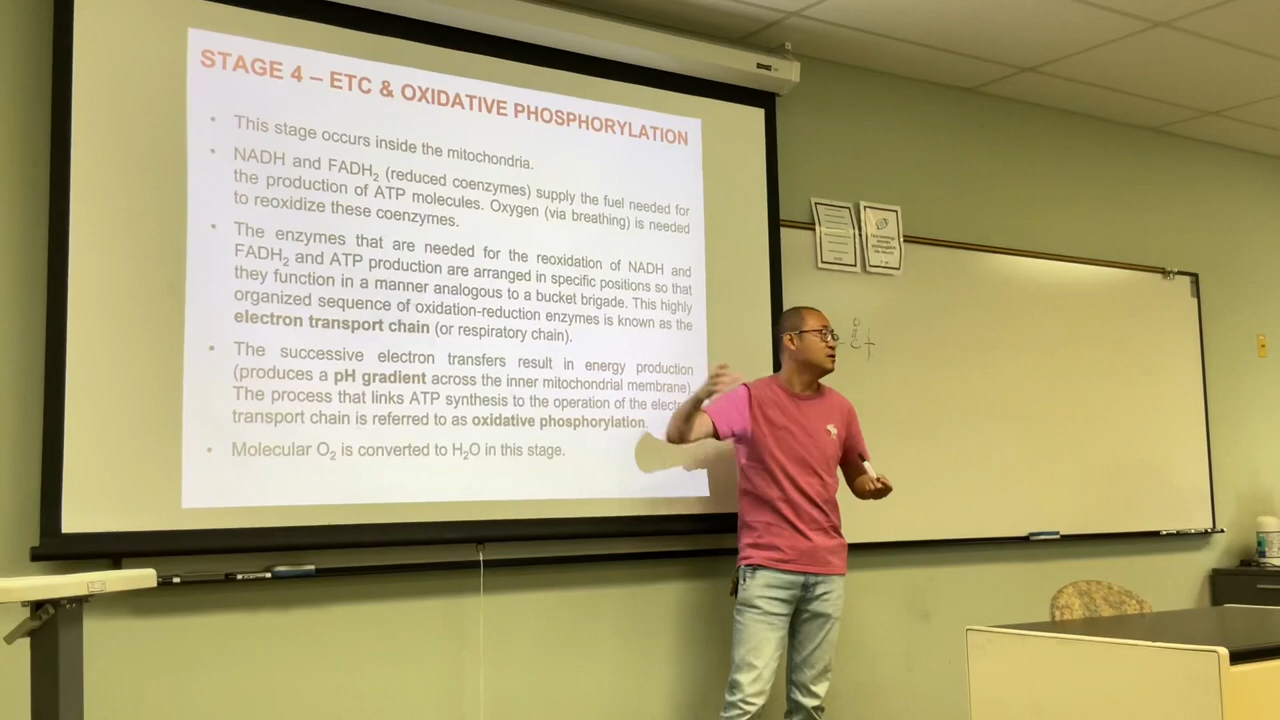 STAGE 4 – ETC & OXIDATIVE PHOSPHORYLATION
• This stage occurs inside the mitochondria.
• NADH and FADH₂ (reduced coenzymes) supply the fuel needed for
the production of ATP molecules. Oxygen (via breathing) is needed
to reoxidize these coenzymes.
• The enzymes that are needed for the reoxidation of NADH and
FADH₂ and ATP production are arranged in specific positions so that
they function in a manner analogous to a bucket brigade. This highly
organized sequence of oxidation-reduction enzymes is known as the
electron transport chain (or respiratory chain).
• The successive electron transfers result in energy production
(produces a pH gradient across the inner mitochondrial membrane).
The process that links ATP synthesis to the operation of the electro
transport chain is referred to as oxidative phosphorylation.
• Molecular O₂ is converted to H₂O in this stage.